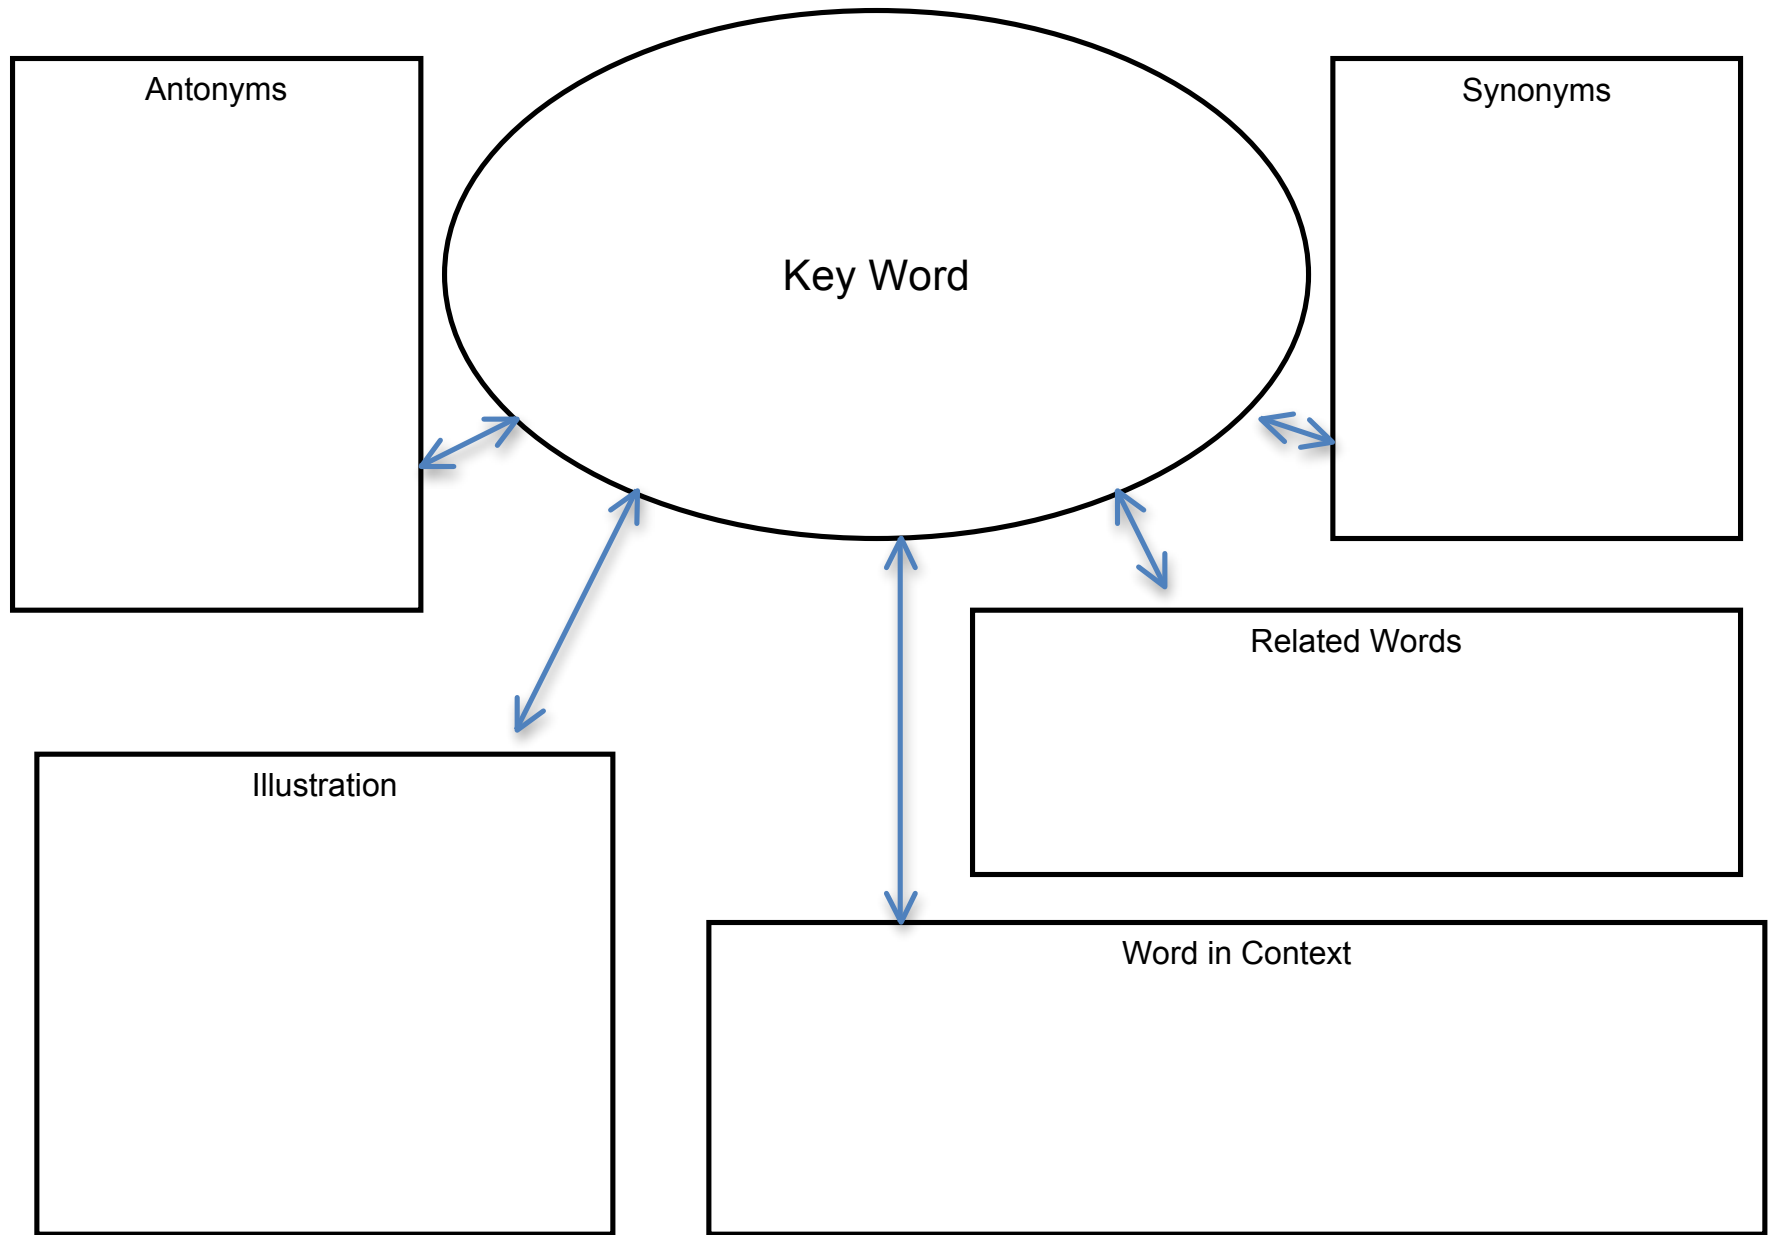 Antonyms
Key Word
Synonyms
Related Words
Illustration
Word in Context